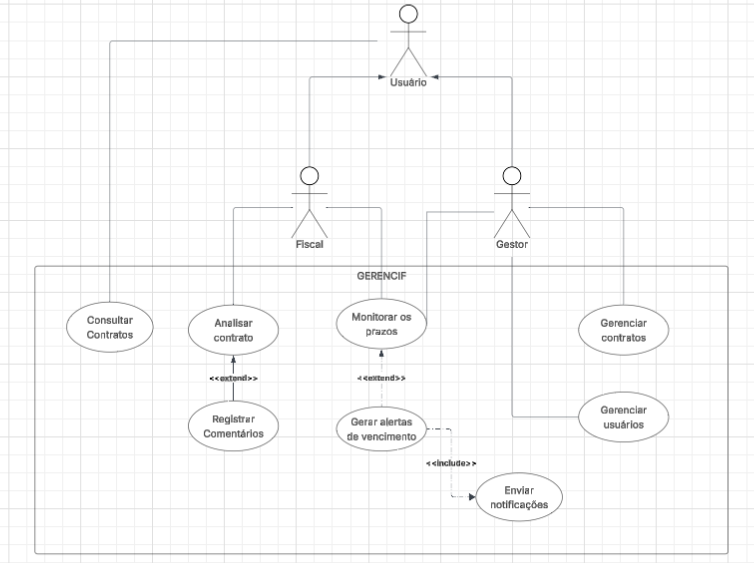 Usuário
Fiscal
Gestor
GERENCIF
Consultar
Contratos
Analisar
contrato
Monitorar os
prazos
Gerenciar
contratos
<<extend>>
<<extend>>
Registrar
Comentários
Gerar alertas
de vencimento
Gerenciar
usuários
<<include>>
Enviar
notificações